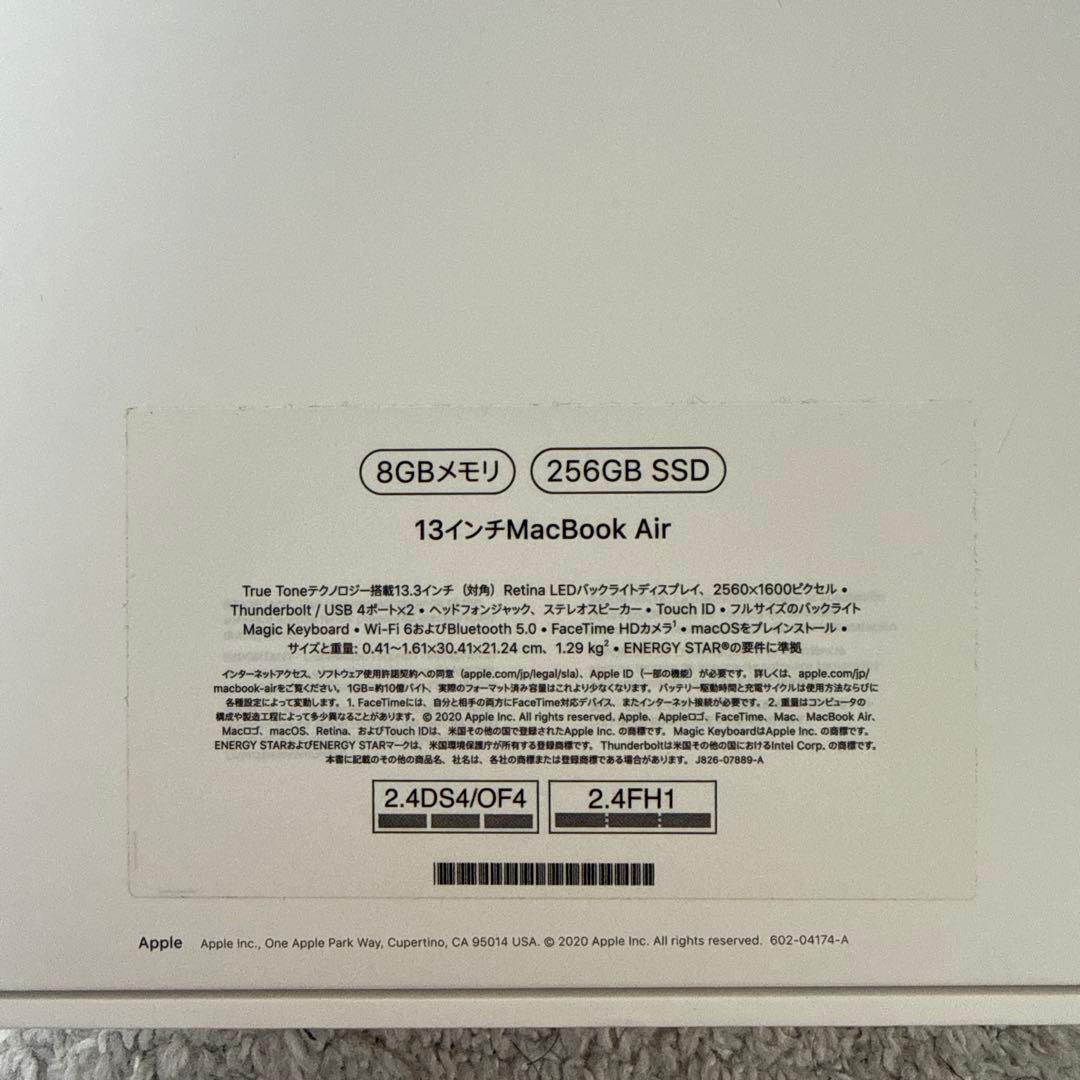 8GBメモリ 256GB SSD
13インチMacBook Air
True Toneテクノロジー搭載13.3インチ（対角）Retina LEDバックライトディスプレイ、2560×1600ピクセル •
Thunderbolt / USB 4ポート×2 • ヘッドフォンジャック、ステレオスピーカー • Touch ID • フルサイズのバックライト
Magic Keyboard • Wi-Fi 6およびBluetooth 5.0 • FaceTime HDカメラ¹ • macOSをプレインストール •
サイズと重量: 0.41~1.61×30.41×21.24 cm、1.29 kg² • ENERGY STAR®の要件に準拠
インターネットアクセス、ソフトウェア使用許諾契約への同意（apple.com/jp/legal/sla）、Apple ID（一部の機能）が必要です。詳しくは、apple.com/jp/
macbook-airをご覧ください。1GB=約10億バイト、実際のフォーマット済み容量はこれより少なくなります。バッテリー駆動時間と充電サイクルは使用方法ならびに
各種設定によって変動します。1. FaceTimeには、自分と相手の両方にFaceTime対応デバイス、またインターネット接続が必要です。2. 重量はコンピュータの
構成や製造工程によって多少異なることがあります。© 2020 Apple Inc. All rights reserved. Apple、Appleロゴ、FaceTime、Mac、MacBook Air、
Macロゴ、macOS、Retina、およびTouch IDは、米国その他の国で登録されたApple Inc. の商標です。Magic KeyboardはApple Inc. の商標です。
ENERGY STARおよびENERGY STARマークは、米国環境保護庁が所有する登録商標です。Thunderboltは米国その他の国におけるIntel Corp. の商標です。
本書に記載のその他の商品名、社名は、各社の商標または登録商標である場合があります。J826-07889-A
2.4DS4/OF4 2.4FH1
Apple Apple Inc., One Apple Park Way, Cupertino, CA 95014 USA. © 2020 Apple Inc. All rights reserved. 602-04174-A